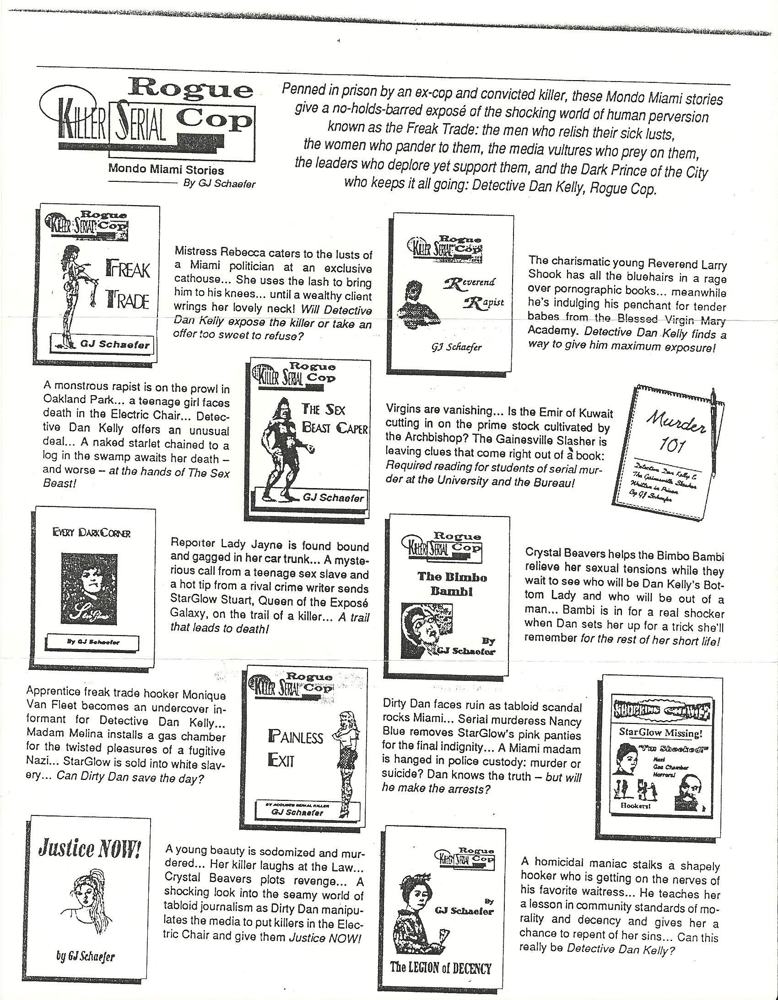 Rogue
KILLER SERIAL Cop
Mondo Miami Stories
By GJ Schaefer
Penned in prison by an ex-cop and convicted killer, these Mondo Miami stories
give a no-holds-barred exposé of the shocking world of human perversion
known as the Freak Trade: the men who relish their sick lusts,
the women who pander to them, the media vultures who prey on them,
the leaders who deplore yet support them, and the Dark Prince of the City
who keeps it all going: Detective Dan Kelly, Rogue Cop.
Rogue
KILLER SERIAL Cop
FREAK
TRADE
GJ Schaefer
Mistress Rebecca caters to the lusts of
a Miami politician at an exclusive
cathouse... She uses the lash to bring
him to his knees... until a wealthy client
wrings her lovely neck! Will Detective
Dan Kelly expose the killer or take an
offer too sweet to refuse?
Rogue
KILLER SERIAL Cop
Reverend
Rapist
GJ Schaefer
The charismatic young Reverend Larry
Shook has all the bluehairs in a rage
over pornographic books... meanwhile
he's indulging his penchant for tender
babes from the Blessed Virgin Mary
Academy. Detective Dan Kelly finds a
way to give him maximum exposure!
A monstrous rapist is on the prowl in
Oakland Park... a teenage girl faces
death in the Electric Chair... Detec-
tive Dan Kelly offers an unusual
deal... A naked starlet chained to a
log in the swamp awaits her death –
and worse – at the hands of The Sex
Beast!
Rogue
KILLER SERIAL Cop
THE SEX
BEAST CAPER
GJ Schaefer
Virgins are vanishing... Is the Emir of Kuwait
cutting in on the prime stock cultivated by
the Archbishop? The Gainesville Slasher is
leaving clues that come right out of a book:
Required reading for students of serial mur-
der at the University and the Bureau!
Murder
101
Detective Dan Kelly &
The Gainesville Slasher
Written in Prison
By GJ Schaefer
EVERY DARK CORNER
StarGlow
By GJ Schaefer
Reporter Lady Jayne is found bound
and gagged in her car trunk... A myste-
rious call from a teenage sex slave and
a hot tip from a rival crime writer sends
StarGlow Stuart, Queen of the Exposé
Galaxy, on the trail of a killer... A trail
that leads to death!
Rogue
KILLER SERIAL Cop
The Bimbo
Bambi
By
GJ Schaefer
Crystal Beavers helps the Bimbo Bambi
relieve her sexual tensions while they
wait to see who will be Dan Kelly's Bot-
tom Lady and who will be out of a
man... Bambi is in for a real shocker
when Dan sets her up for a trick she'll
remember for the rest of her short life!
Apprentice freak trade hooker Monique
Van Fleet becomes an undercover in-
formant for Detective Dan Kelly...
Madam Melina installs a gas chamber
for the twisted pleasures of a fugitive
Nazi... StarGlow is sold into white slav-
ery... Can Dirty Dan save the day?
Rogue
KILLER SERIAL Cop
PAINLESS
EXIT
BY ACCUSED SERIAL KILLER
GJ Schaefer
Dirty Dan faces ruin as tabloid scandal
rocks Miami... Serial murderess Nancy
Blue removes StarGlow's pink panties
for the final indignity... A Miami madam
is hanged in police custody: murder or
suicide? Dan knows the truth – but will
he make the arrests?
SHOCKING
StarGlow Missing!
"I'm Shocked!"
Nazi
Gas Chamber
Horrors!
Hookers!
Justice NOW!
by GJ Schaefer
A young beauty is sodomized and mur-
dered... Her killer laughs at the Law...
Crystal Beavers plots revenge... A
shocking look into the seamy world of
tabloid journalism as Dirty Dan manipu-
lates the media to put killers in the Elec-
tric Chair and give them Justice NOW!
Rogue
KILLER SERIAL Cop
By
GJ Schaefer
The LEGION of DECENCY
A homicidal maniac stalks a shapely
hooker who is getting on the nerves of
his favorite waitress... He teaches her
a lesson in community standards of mo-
rality and decency and gives her a
chance to repent of her sins... Can this
really be Detective Dan Kelly?